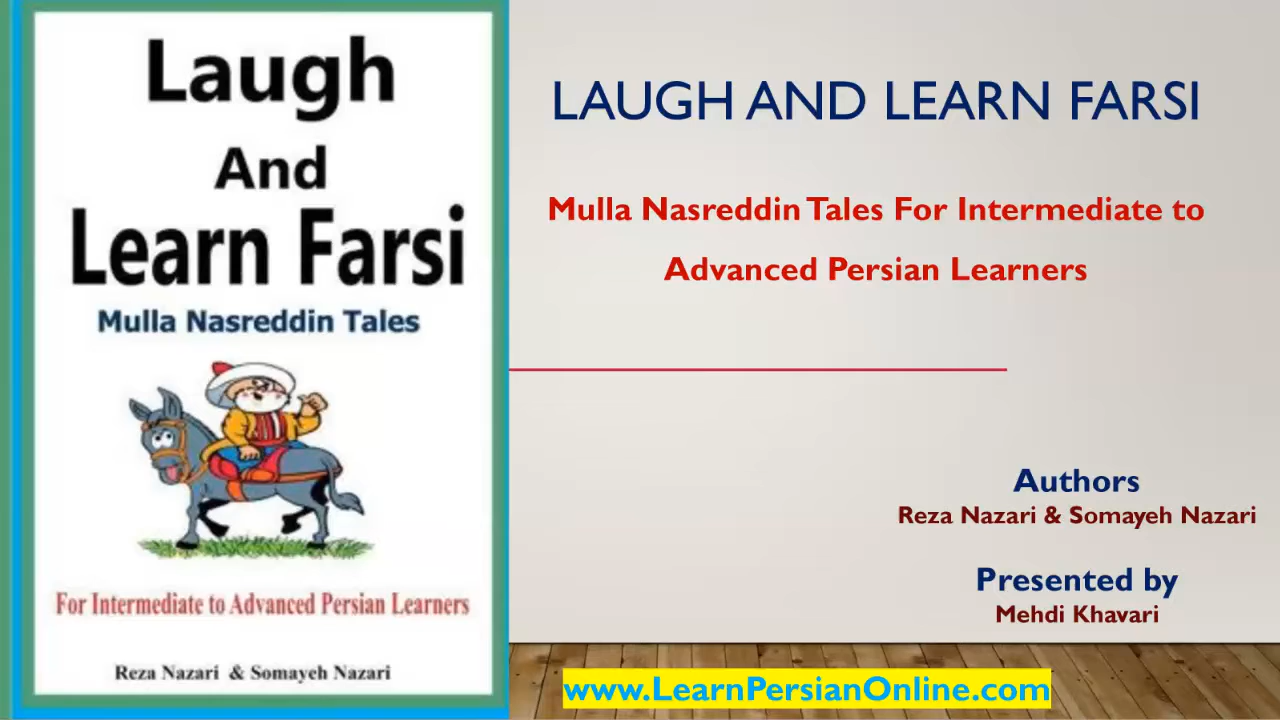 Laugh
And
Learn Farsi
Mulla Nasreddin Tales
For Intermediate to Advanced Persian Learners
Reza Nazari & Somayeh Nazari
LAUGH AND LEARN FARSI
Mulla Nasreddin Tales For Intermediate to
Advanced Persian Learners
Authors
Reza Nazari & Somayeh Nazari
Presented by
Mehdi Khavari
www.LearnPersianOnline.com